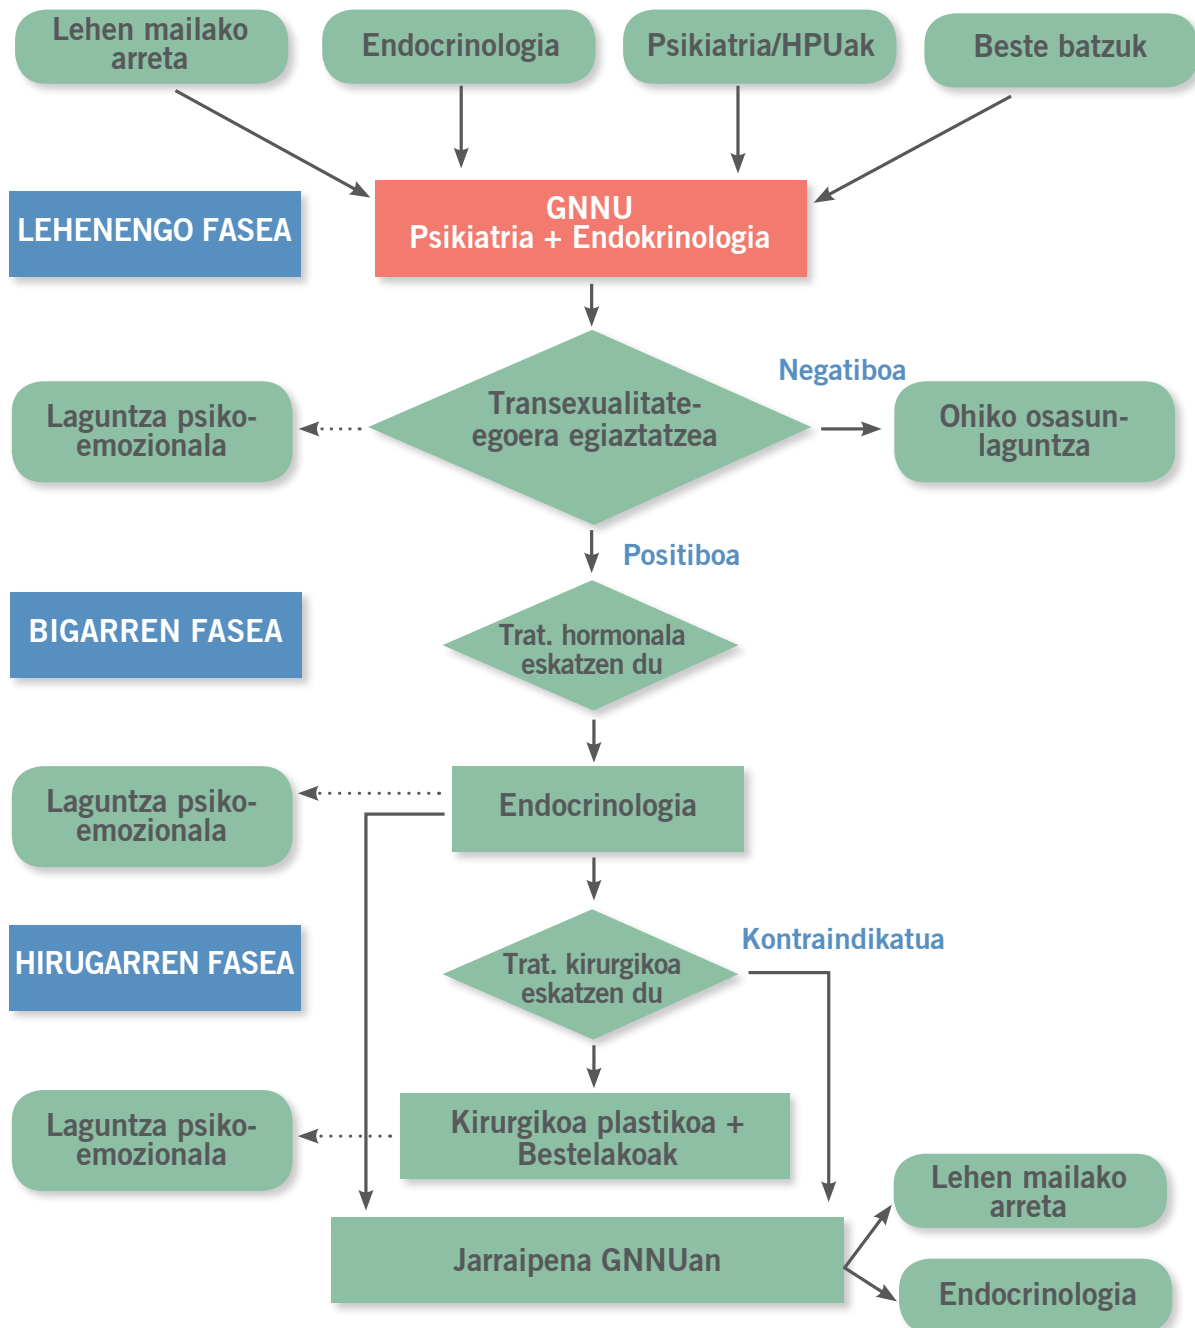 Lehen mailako
arreta
Endocrinologia
Psikiatria/HPUak
Beste batzuk
LEHENENGO FASEA
GNNU
Psikiatria + Endokrinologia
Negatiboa
Laguntza psiko-
emozionala
Transexualitate-
egoera egiaztatzea
Ohiko osasun-
laguntza
Positiboa
BIGARREN FASEA
Trat. hormonala
eskatzen du
Laguntza psiko-
emozionala
Endocrinologia
HIRUGARREN FASEA
Kontraindikatua
Trat. kirurgikoa
eskatzen du
Laguntza psiko-
emozionala
Kirurgikoa plastikoa +
Bestelakoak
Lehen mailako
arreta
Jarraipena GNNUan
Endocrinologia